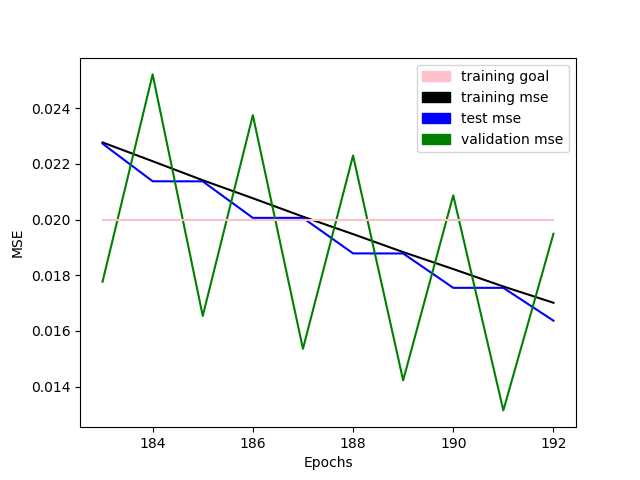 training goal
training mse
test mse
validation mse
0.024
0.022
0.020
0.018
0.016
0.014
MSE
184
186
188
190
192
Epochs